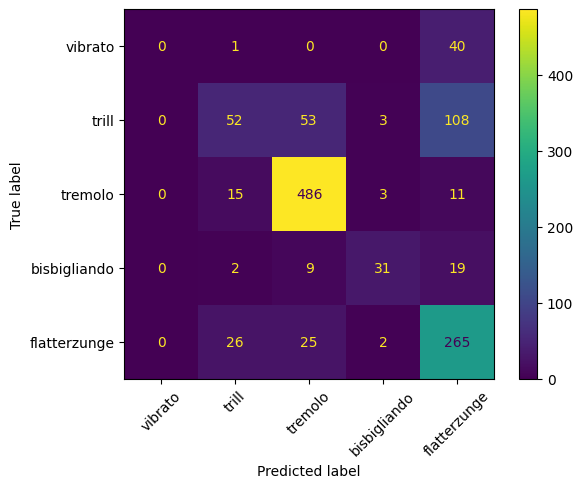 vibrato 0 1 0 0 40
trill 0 52 53 3 108
tremolo 0 15 486 3 11
bisbigliando 0 2 9 31 19
flatterzunge 0 26 25 2 265
vibrato trill tremolo bisbigliando flatterzunge
True label
Predicted label
400
300
200
100
0